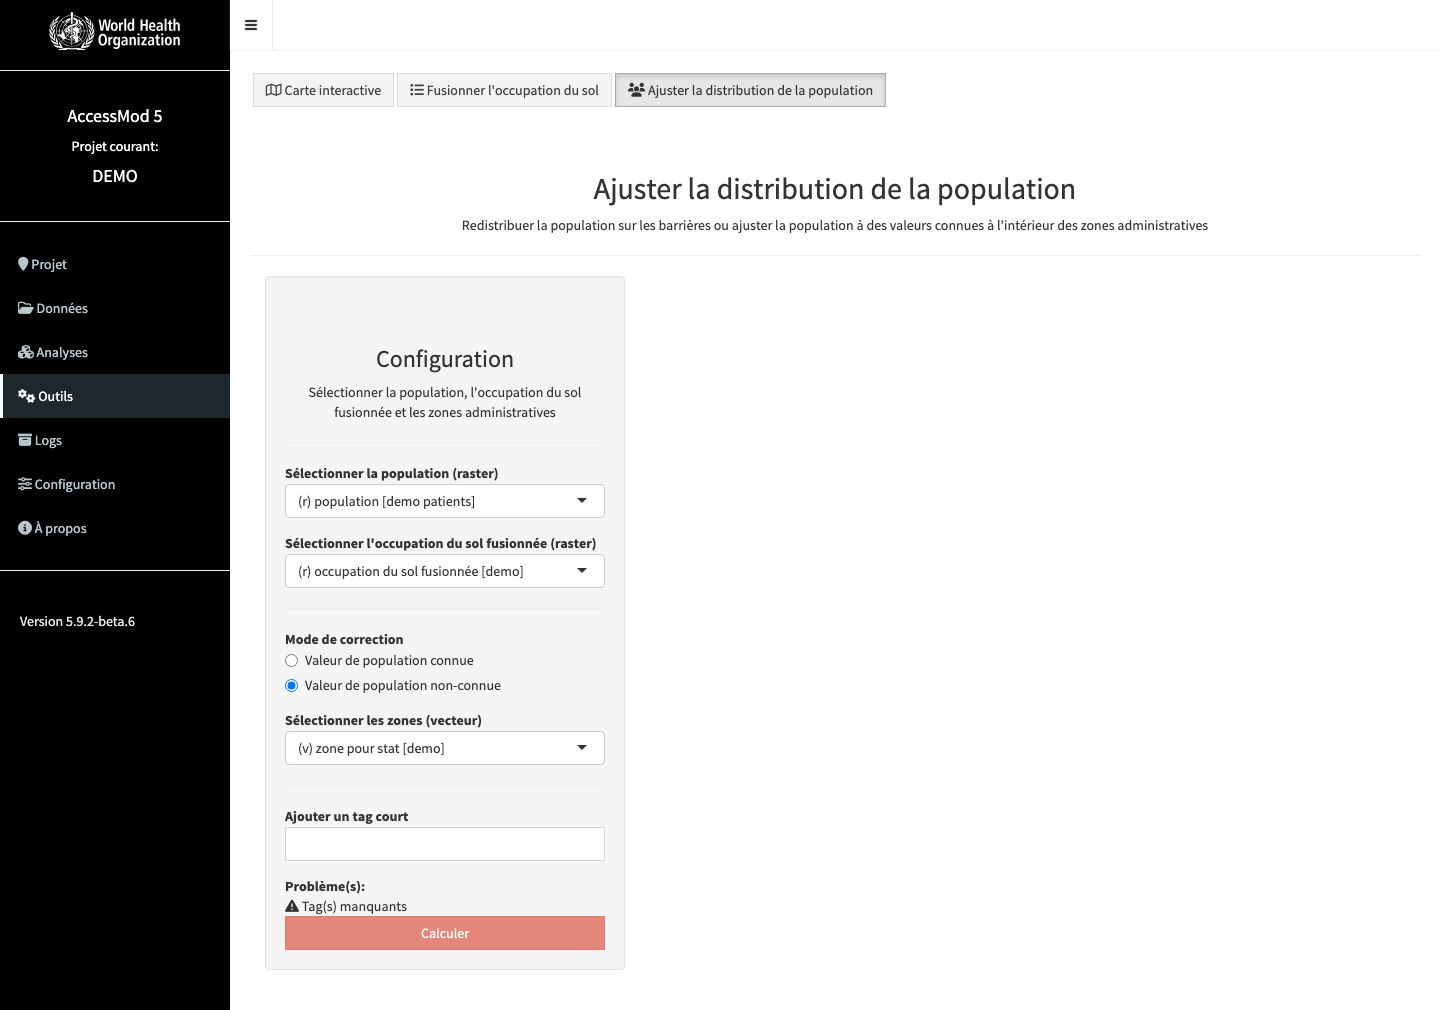 World Health
Organization
AccessMod 5
Projet courant:
DEMO
Projet
Données
Analyses
Outils
Logs
Configuration
À propos
Version 5.9.2-beta.6
Carte interactive
Fusionner l'occupation du sol
Ajuster la distribution de la population
Ajuster la distribution de la population
Redistribuer la population sur les barrières ou ajuster la population à des valeurs connues à l'intérieur des zones administratives
Configuration
Sélectionner la population, l'occupation du sol
fusionnée et les zones administratives
Sélectionner la population (raster)
(r) population [demo patients]
Sélectionner l'occupation du sol fusionnée (raster)
(r) occupation du sol fusionnée [demo]
Mode de correction
Valeur de population connue
Valeur de population non-connue
Sélectionner les zones (vecteur)
(v) zone pour stat [demo]
Ajouter un tag court
Problème(s):
Tag(s) manquants
Calculer